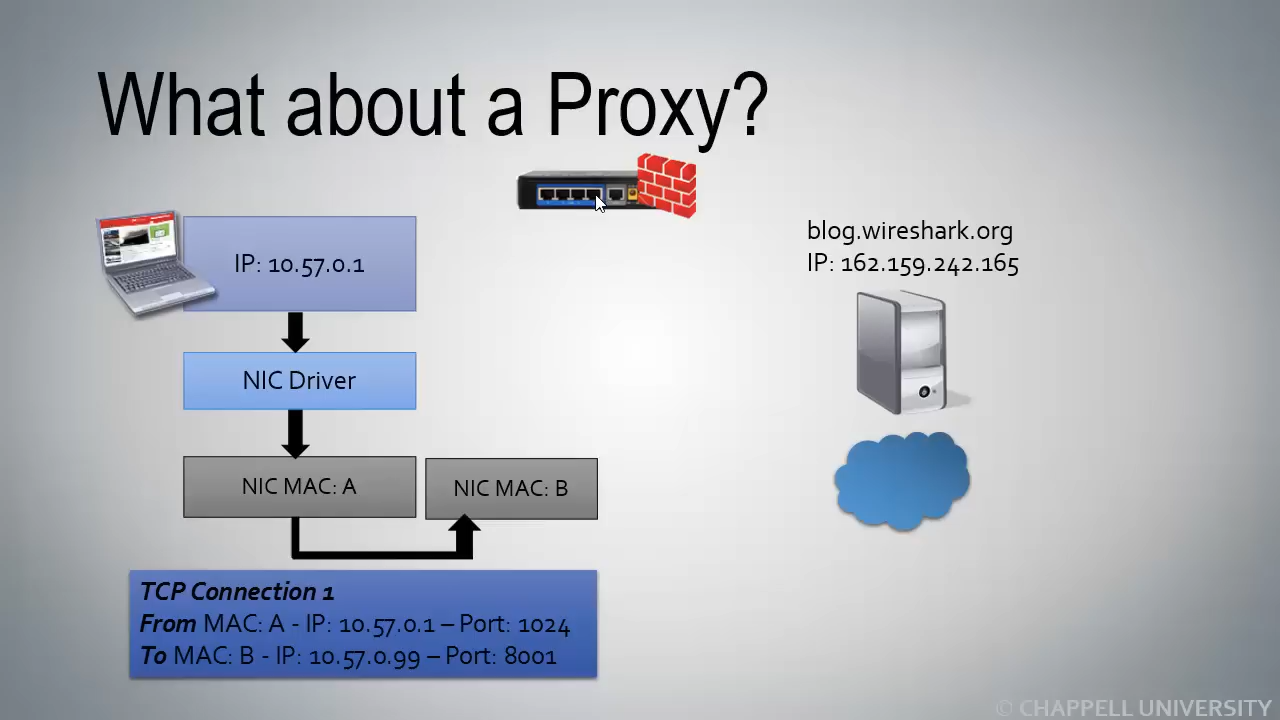 What about a Proxy?
blog.wireshark.org
IP: 162.159.242.165
IP: 10.57.0.1
NIC Driver
NIC MAC: A
NIC MAC: B
TCP Connection 1
From MAC: A - IP: 10.57.0.1 – Port: 1024
To MAC: B - IP: 10.57.0.99 – Port: 8001
© CHAPPELL UNIVERSITY